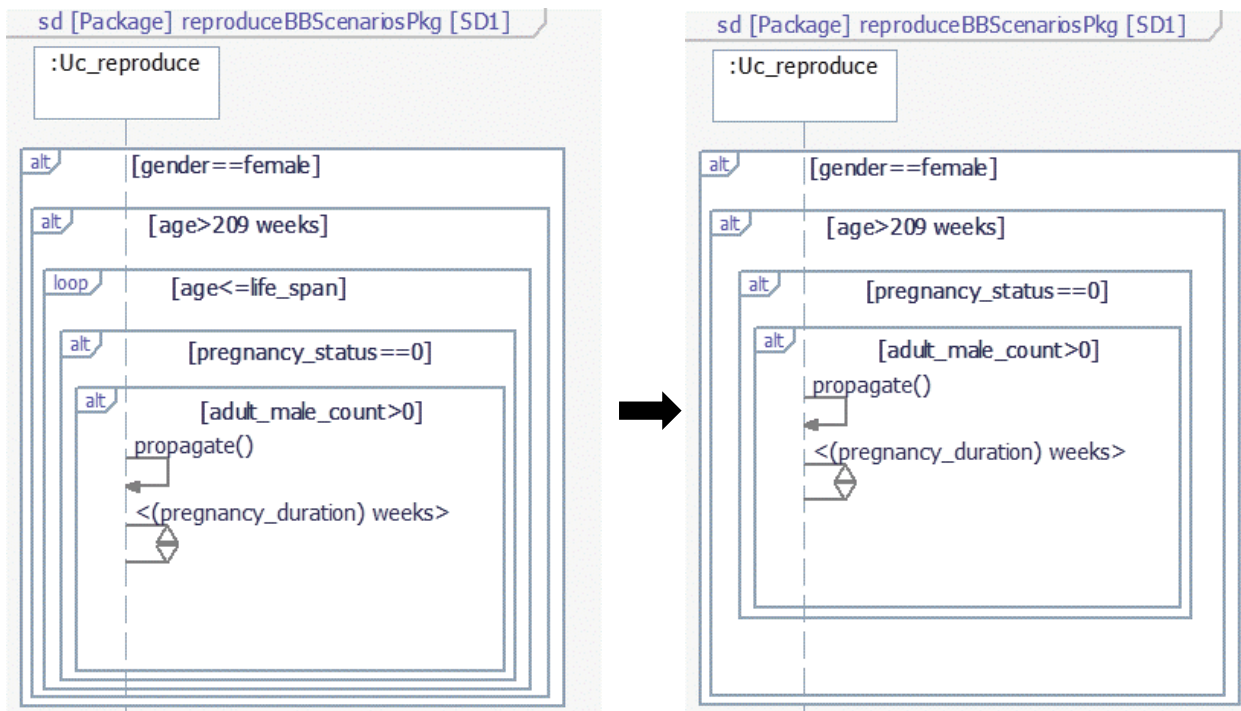 sd [Package] reproduceBBScenariosPkg [SD1]
:Uc_reproduce
alt
[gender==female]
alt
[age>209 weeks]
loop
[age<=life_span]
alt
[pregnancy_status==0]
alt
[adult_male_count>0]
propagate()
<(pregnancy_duration) weeks>
sd [Package] reproduceBBScenariosPkg [SD1]
:Uc_reproduce
alt
[gender==female]
alt
[age>209 weeks]
alt
[pregnancy_status==0]
alt
[adult_male_count>0]
propagate()
<(pregnancy_duration) weeks>